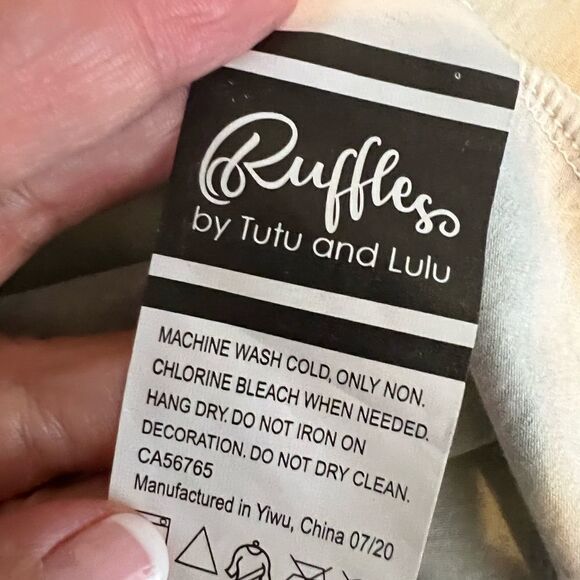 Ruffles
by Tutu and Lulu
MACHINE WASH COLD, ONLY NON.
CHLORINE BLEACH WHEN NEEDED.
HANG DRY. DO NOT IRON ON
DECORATION. DO NOT DRY CLEAN.
CA56765
Manufactured in Yiwu, China 07/20